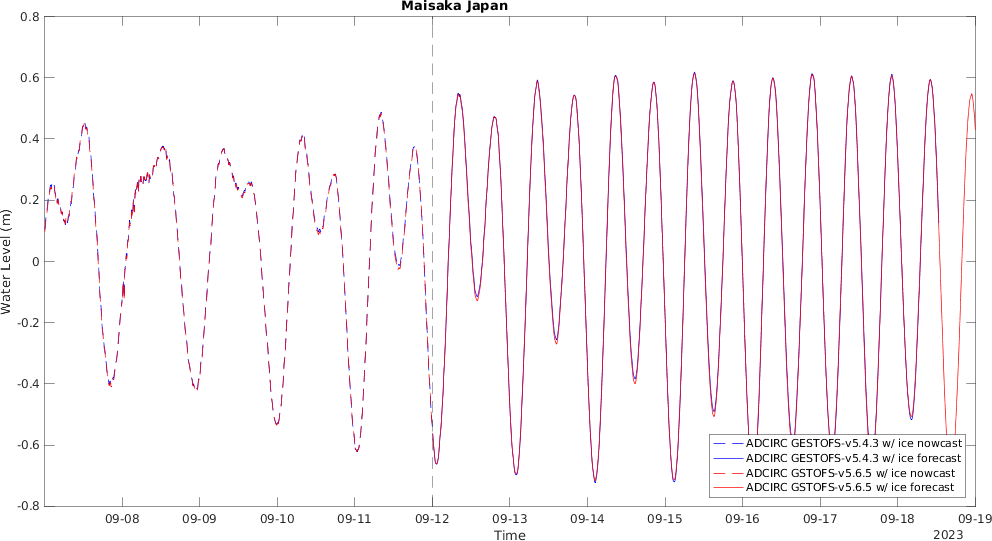 Maisaka Japan
0.8
0.6
0.4
0.2
0
-0.2
-0.4
-0.6
-0.8
Water Level (m)
ADCIRC GESTOFS-v5.4.3 w/ ice nowcast
ADCIRC GESTOFS-v5.4.3 w/ ice forecast
ADCIRC GSTOFS-v5.6.5 w/ ice nowcast
ADCIRC GSTOFS-v5.6.5 w/ ice forecast
09-08 09-09 09-10 09-11 09-12 09-13 09-14 09-15 09-16 09-17 09-18 09-19
Time
2023